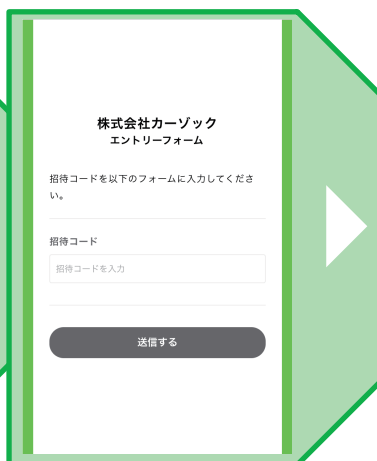 株式会社カーゾック
エントリーフォーム
招待コードを以下のフォームに入力してくださ
い。
招待コード
招待コードを入力
送信する